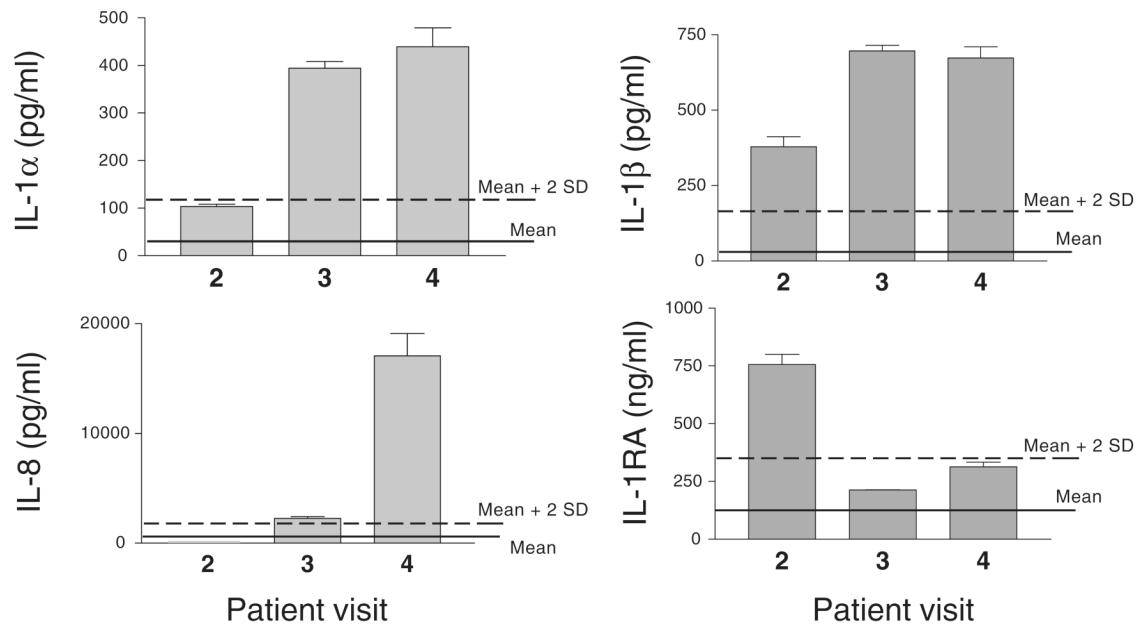 IL-1α (pg/ml)
500
400
300
200
100
0
Mean + 2 SD
Mean
2 3 4
IL-1β (pg/ml)
750
500
250
0
Mean + 2 SD
Mean
2 3 4
IL-8 (pg/ml)
20000
10000
0
Mean + 2 SD
Mean
2 3 4
Patient visit
IL-1RA (ng/ml)
1000
750
500
250
0
Mean + 2 SD
Mean
2 3 4
Patient visit